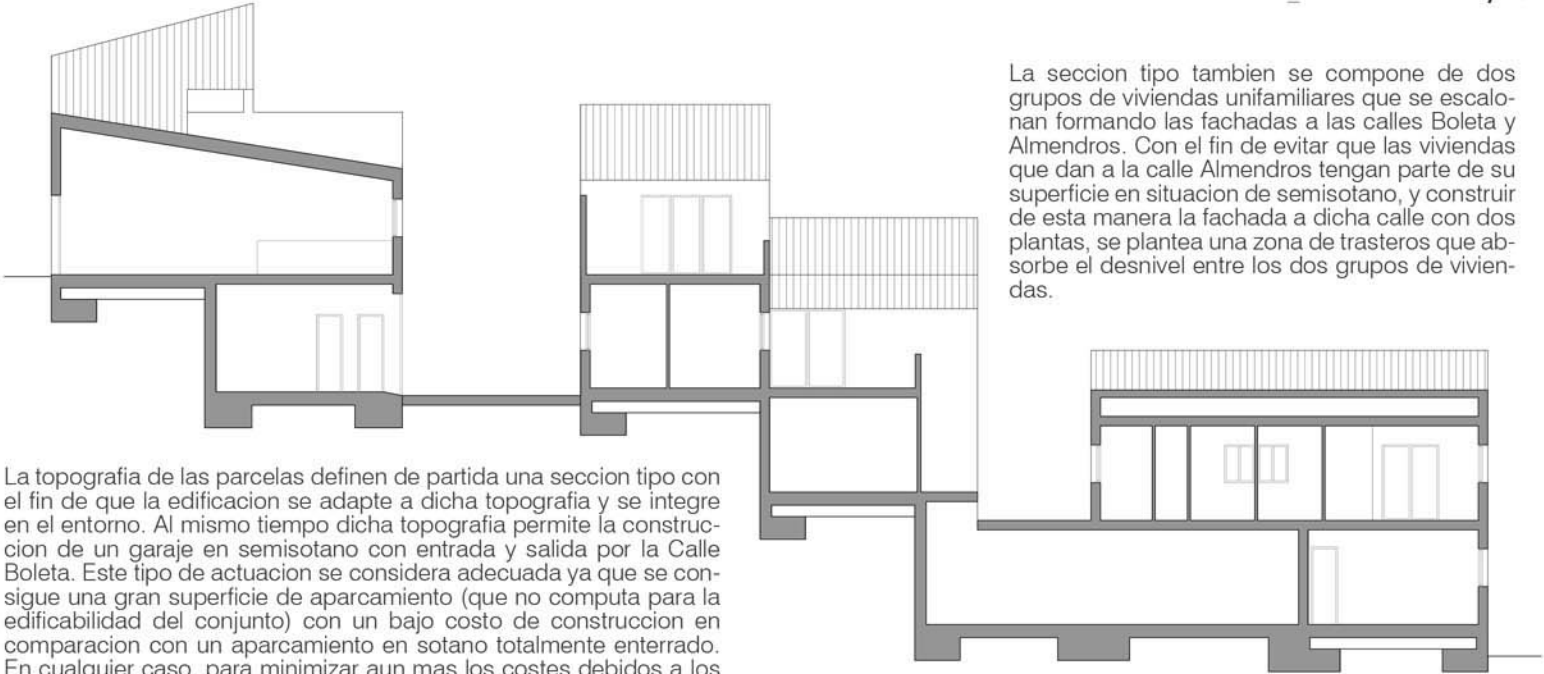 La seccion tipo tambien se compone de dos
grupos de viviendas unifamiliares que se escalo-
nan formando las fachadas a las calles Boleta y
Almendros. Con el fin de evitar que las viviendas
que dan a la calle Almendros tengan parte de su
superficie en situacion de semisotano, y construir
de esta manera la fachada a dicha calle con dos
plantas, se plantea una zona de trasteros que ab-
sorbe el desnivel entre los dos grupos de vivien-
das.
La topografia de las parcelas definen de partida una seccion tipo con
el fin de que la edificacion se adapte a dicha topografia y se integre
en el entorno. Al mismo tiempo dicha topografia permite la construc-
cion de un garaje en semisotano con entrada y salida por la Calle
Boleta. Este tipo de actuacion se considera adecuada ya que se con-
sigue una gran superficie de aparcamiento (que no computa para la
edificabilidad del conjunto) con un bajo costo de construccion en
comparacion con un aparcamiento en sotano totalmente enterrado.
En cualquier caso, para minimizar aun mas los costes debidos a los